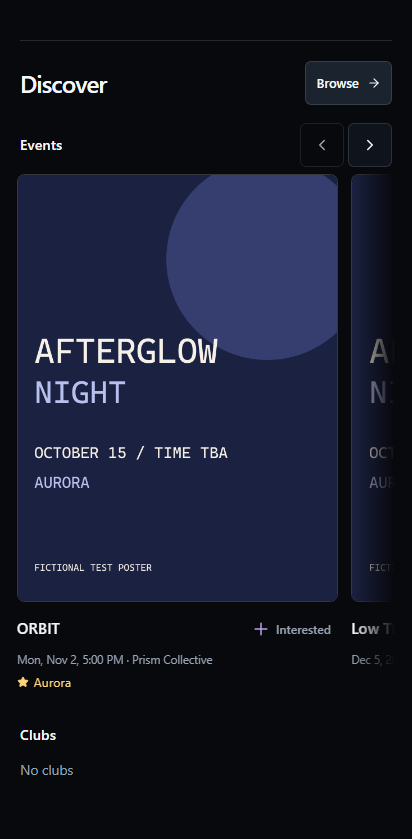 Discover
Browse
Events
AFTERGLOW
NIGHT
OCTOBER 15 / TIME TBA
AURORA
FICTIONAL TEST POSTER
ORBIT
Interested
Mon, Nov 2, 5:00 PM · Prism Collective
Aurora
Low
Dec 5, 2
Clubs
No clubs